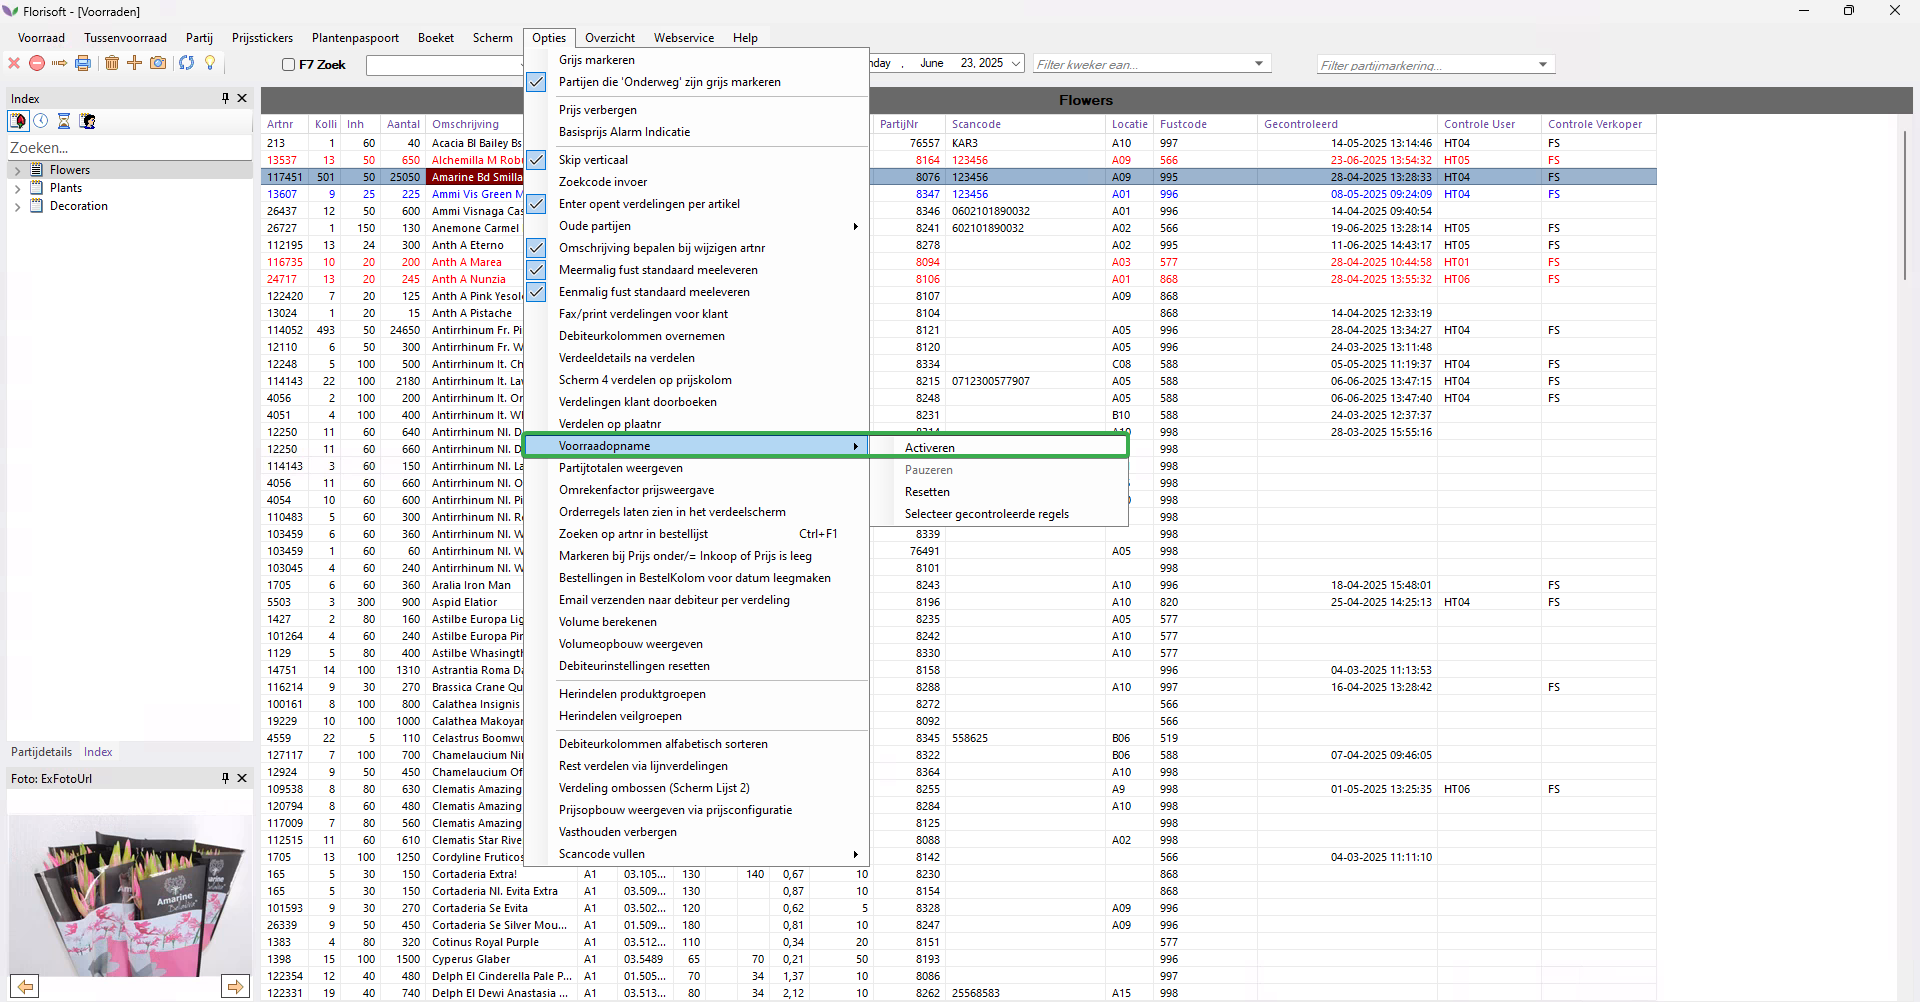 Florisoft - [Voorraden]
Voorraad Tussenvoorraad Partij Prijsstickers Plantenpaspoort Boeket Scherm Opties Overzicht Webservice Help
F7 Zoek
June 23, 2025 Filter kweker ean... Filter partijmarkering...
Index
Zoeken...
Flowers
Plants
Decoration
Partijdetails Index
Foto: ExFotoUrl
Amarine
Grijs markeren
Partijen die 'Onderweg' zijn grijs markeren
Prijs verbergen
Basisprijs Alarm Indicatie
Skip verticaal
Zoekcode invoer
Enter opent verdelingen per artikel
Oude partijen
Omschrijving bepalen bij wijzigen artnr
Meermalig fust standaard meeleveren
Eenmalig fust standaard meeleveren
Fax/print verdelingen voor klant
Debiteurkolommen overnemen
Verdeeldetails na verdelen
Scherm 4 verdelen op prijskolom
Verdelingen klant doorboeken
Verdelen op plaatnr
Voorraadopname
Partijtotalen weergeven
Omrekenfactor prijsweergave
Orderregels laten zien in het verdeelscherm
Zoeken op artnr in bestellijst Ctrl+F1
Markeren bij Prijs onder/= Inkoop of Prijs is leeg
Bestellingen in BestelKolom voor datum leegmaken
Email verzenden naar debiteur per verdeling
Volume berekenen
Volumeopbouw weergeven
Debiteurinstellingen resetten
Herindelen produktgroepen
Herindelen veilgroepen
Debiteurkolommen alfabetisch sorteren
Rest verdelen via lijnverdelingen
Verdeling ombossen (Scherm Lijst 2)
Prijsopbouw weergeven via prijsconfiguratie
Vasthouden verbergen
Scancode vullen
Activeren
Pauzeren
Resetten
Selecteer gecontroleerde regels
Flowers
Artnr Kolli Inh Aantal Omschrijving PartijNr Scancode Locatie Fustcode Gecontroleerd Controle User Controle Verkoper
213 1 60 40 Acacia Bl Bailey Bs 76557 KAR3 A10 997 14-05-2025 13:14:46 HT04 FS
13537 13 50 650 Alchemilla M Robu 8164 123456 A09 566 23-06-2025 13:54:32 HT05 FS
117451 501 50 25050 Amarine Bd Smilla 8076 123456 A09 995 28-04-2025 13:28:33 HT04 FS
13607 9 25 225 Ammi Vis Green M 8347 123456 A01 996 08-05-2025 09:24:09 HT04 FS
26437 12 50 600 Ammi Visnaga Cas 8346 0602101890032 A01 996 14-04-2025 09:40:54
26727 1 150 130 Anemone Carmel 8241 602101890032 A02 566 19-06-2025 13:28:14 HT05 FS
112195 13 24 300 Anth A Eterno 8278 A02 995 11-06-2025 14:43:17 HT05 FS
116735 10 20 200 Anth A Marea 8094 A03 577 28-04-2025 10:44:58 HT01 FS
24717 13 20 245 Anth A Nunzia 8106 A01 868 28-04-2025 13:55:32 HT06 FS
122420 7 20 125 Anth A Pink Yesol 8107 A09 868
13024 1 20 15 Anth A Pistache 8104 868 14-04-2025 12:33:19
114052 493 50 24650 Antirrhinum Fr. Pi 8121 A05 996 28-04-2025 13:34:27 HT04 FS
12110 6 50 300 Antirrhinum Fr. W 8120 A05 996 24-03-2025 13:11:48
12248 5 100 500 Antirrhinum It. Ch 8334 C08 588 05-05-2025 11:19:37 HT04 FS
114143 22 100 2180 Antirrhinum It. La 8215 0712300577907 A05 588 06-06-2025 13:47:15 HT04 FS
4056 2 100 200 Antirrhinum It. Or 8248 A05 588 06-06-2025 13:47:40 HT04 FS
4051 4 100 400 Antirrhinum It. W 8231 B10 588 24-03-2025 12:37:37
12250 11 60 640 Antirrhinum Nl. D 998 28-03-2025 15:55:16
12250 11 60 660 Antirrhinum Nl. D 998
114143 3 60 150 Antirrhinum Nl. La 998
4056 11 60 660 Antirrhinum Nl. O 998
4054 10 60 600 Antirrhinum Nl. Pi 998
110483 5 60 300 Antirrhinum Nl. R 998
103459 6 60 360 Antirrhinum Nl. W 8339 998
103459 1 60 60 Antirrhinum Nl. W 76491 A05 998
103045 4 60 240 Antirrhinum Nl. W 8101 998
1705 6 60 360 Aralia Iron Man 8243 A10 996 18-04-2025 15:48:01 FS
5503 3 300 900 Aspid Elatior 8196 A10 820 25-04-2025 14:25:13 HT04 FS
1427 2 80 160 Astilbe Europa Lig 8235 A05 577
101264 4 60 240 Astilbe Europa Pin 8242 A10 577
1129 5 80 400 Astilbe Whasingt 8330 A10 577
14751 14 100 1310 Astrantia Roma Da 8158 996 04-03-2025 11:13:53
116214 9 30 270 Brassica Crane Qu 8288 A10 997 16-04-2025 13:28:42 FS
100161 8 100 800 Calathea Insignis 8272 566
19229 10 100 1000 Calathea Makoyan 8092 566
4559 22 5 110 Celastrus Boomwu 8345 558625 B06 519
127117 7 100 700 Chamelaucium Ni 8322 B06 588 07-04-2025 09:46:05
12924 9 50 450 Chamelaucium Of 8364 A10 998
109538 8 80 630 Clematis Amazing 8255 A9 998 01-05-2025 13:25:35 HT06 FS
120794 8 60 480 Clematis Amazing 8284 A10 998
117009 7 80 560 Clematis Amazing 8125 998
112515 11 60 610 Clematis Star Rive 8088 A02 998
1705 13 100 1250 Cordyline Fruticos 8142 566 04-03-2025 11:11:10
165 5 30 150 Cortaderia Extra! A1 03.105... 130 140 0,67 10 8230 868
165 5 30 150 Cortaderia Nl. Evita Extra A1 03.509... 130 0,87 10 8154 868
101593 9 30 270 Cortaderia Se Evita A1 03.502... 120 0,62 5 8328 A09 996
26339 9 50 450 Cortaderia Se Silver Mou... A1 01.509... 180 0,81 10 8247 A09 996
1383 4 80 320 Cotinus Royal Purple A1 03.512... 110 0,34 20 8151 577
1398 15 100 1500 Cyperus Glaber A1 03.5489 65 70 0,21 50 8193 996
122354 12 40 480 Delph El Cinderella Pale P... A1 01.505... 70 34 1,37 10 8086 997
122331 19 40 740 Delph El Dewi Anastasia ... A1 03.513... 80 34 2,12 10 8262 25568583 A15 998